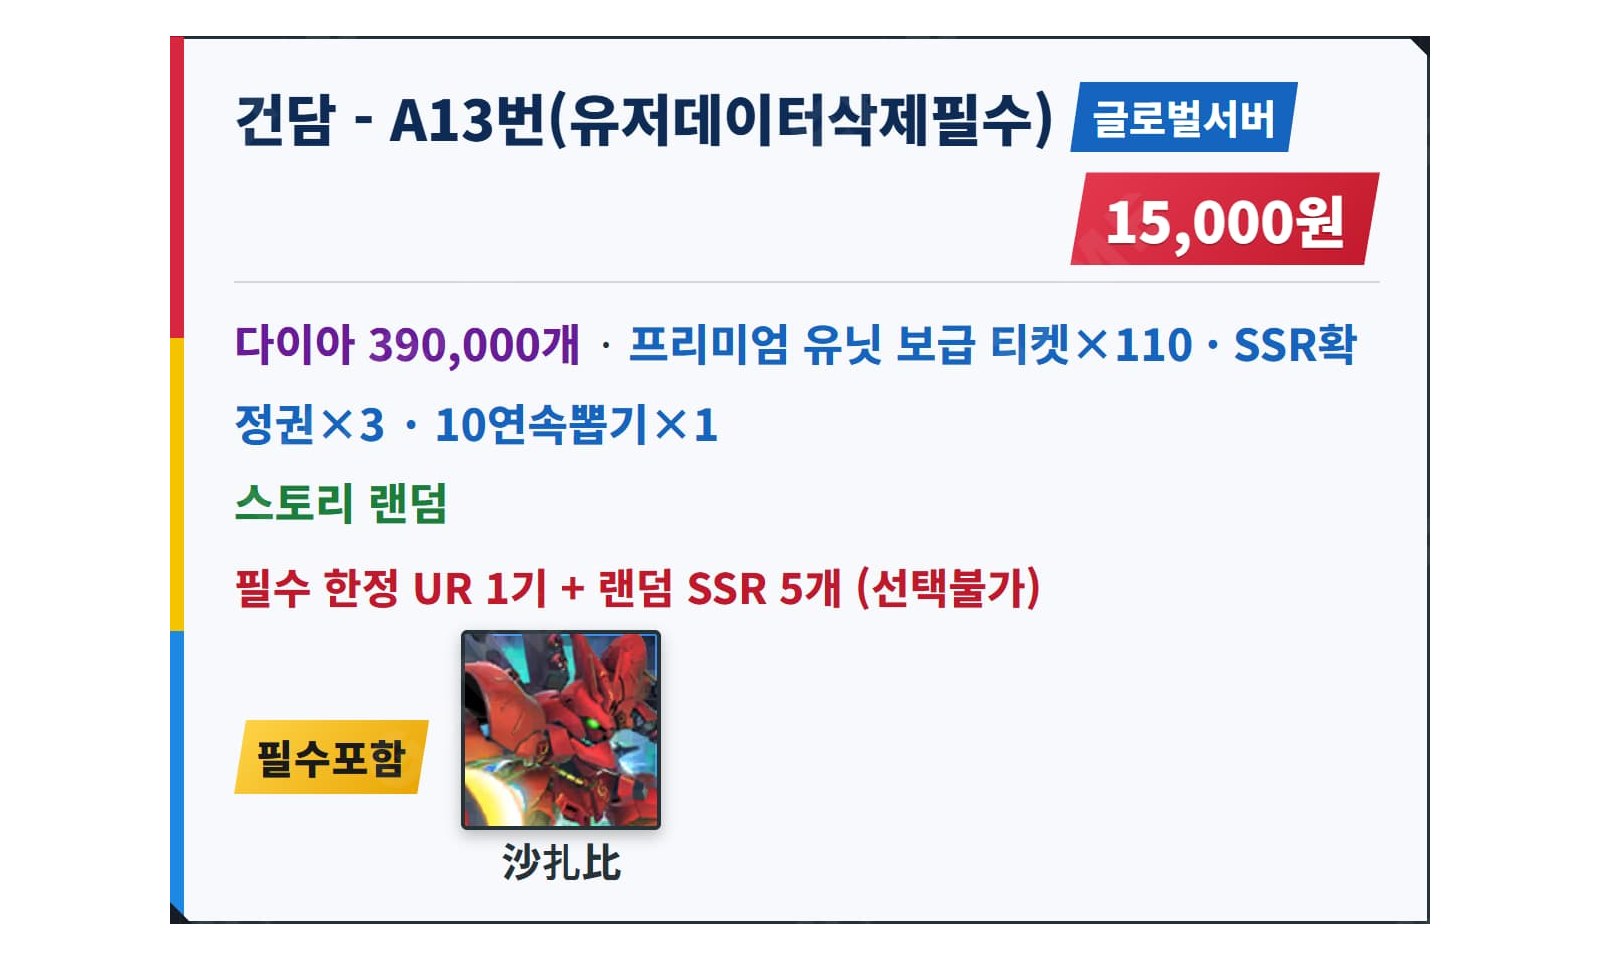 건담 - A13번(유저데이터삭제필수) 글로벌서버
15,000원
다이아 390,000개 · 프리미엄 유닛 보급 티켓×110 · SSR확
정권×3 · 10연속뽑기×1
스토리 랜덤
필수 한정 UR 1기 + 랜덤 SSR 5개 (선택불가)
필수포함
沙扎比